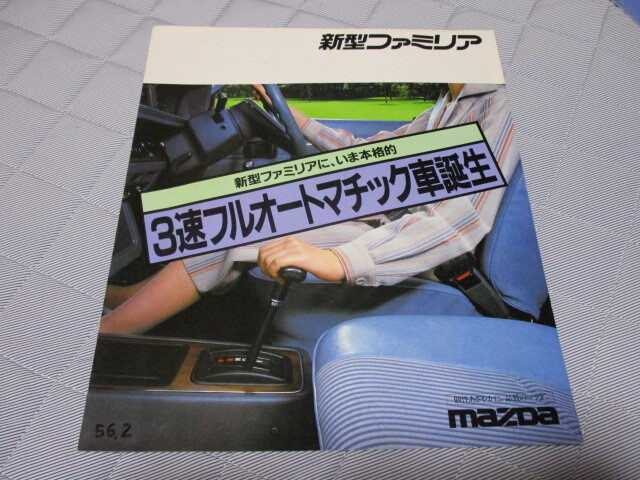 新型ファミリア
新型ファミリアに、いま本格的
3速フルオートマチック車誕生
mazda
56.2